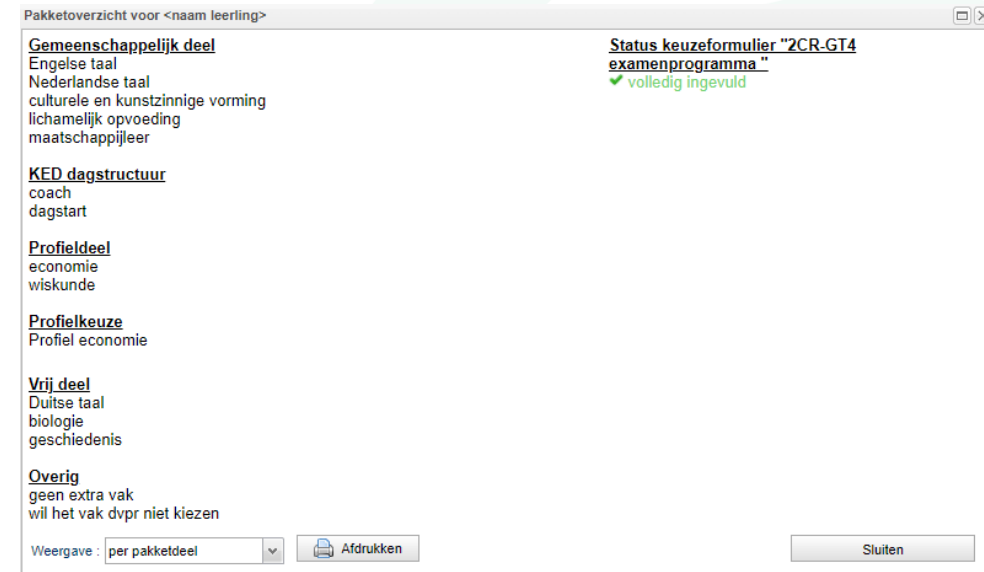 Pakketoverzicht voor <naam leerling>
Gemeenschappelijk deel
Engelse taal
Nederlandse taal
culturele en kunstzinnige vorming
lichamelijk opvoeding
maatschappijleer
KED dagstructuur
coach
dagstart
Profieldeel
economie
wiskunde
Profielkeuze
Profiel economie
Vrij deel
Duitse taal
biologie
geschiedenis
Overig
geen extra vak
wil het vak dvpr niet kiezen
Status keuzeformulier "2CR-GT4
examenprogramma "
volledig ingevuld
Weergave : per pakketdeel
Afdrukken
Sluiten